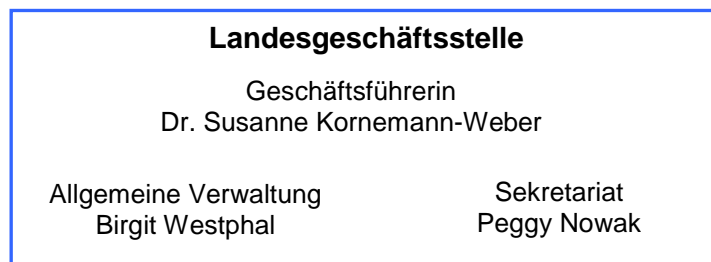 Landesgeschäftsstelle
Geschäftsführerin
Dr. Susanne Kornemann-Weber
Allgemeine Verwaltung
Birgit Westphal
Sekretariat
Peggy Nowak